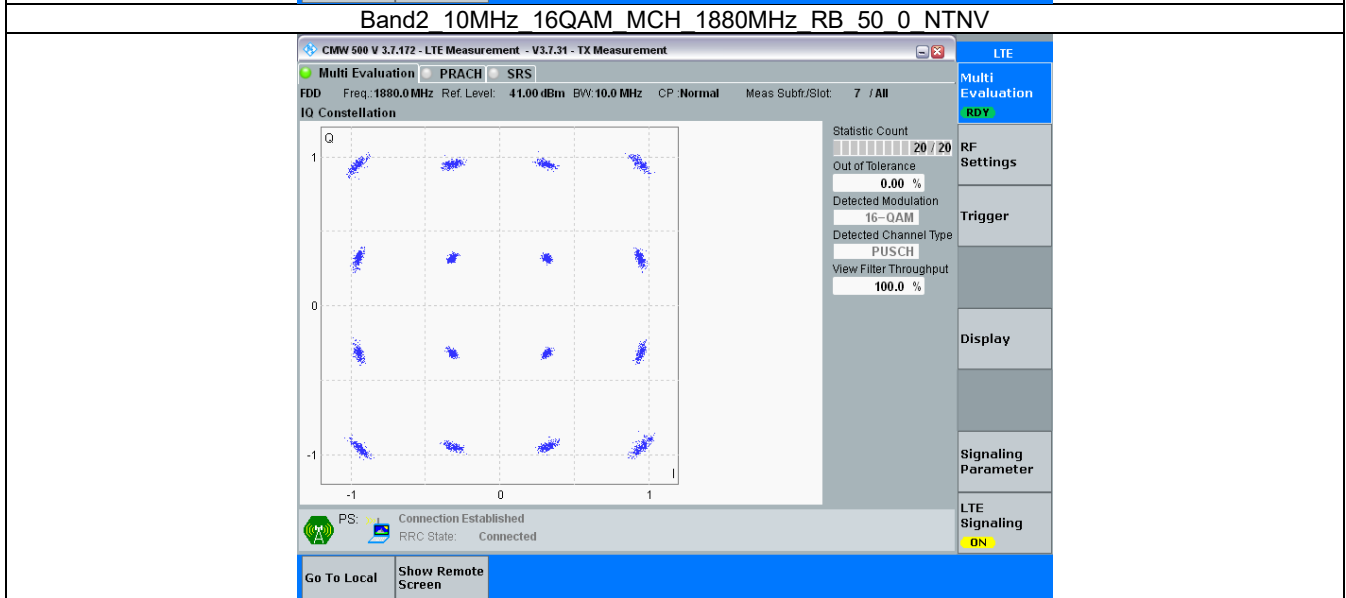 Band2_10MHz_16QAM_MCH_1880MHz_RB_50_0_NTNV
CMW 500 V 3.7.172 - LTE Measurement - V3.7.31 - TX Measurement
LTE
Multi Evaluation PRACH SRS
Multi
Evaluation
RDY
FDD Freq.:1880.0 MHz Ref. Level: 41.00 dBm BW:10.0 MHz CP :Normal Meas Subfr./Slot: 7 / All
IQ Constellation
Q
1
0
-1
-1 0 1
I
Statistic Count
20 / 20
Out of Tolerance
0.00 %
Detected Modulation
16-QAM
Detected Channel Type
PUSCH
View Filter Throughput
100.0 %
RF
Settings
Trigger
Display
Signaling
Parameter
LTE
Signaling
ON
PS: Connection Established
RRC State: Connected
Go To Local
Show Remote
Screen